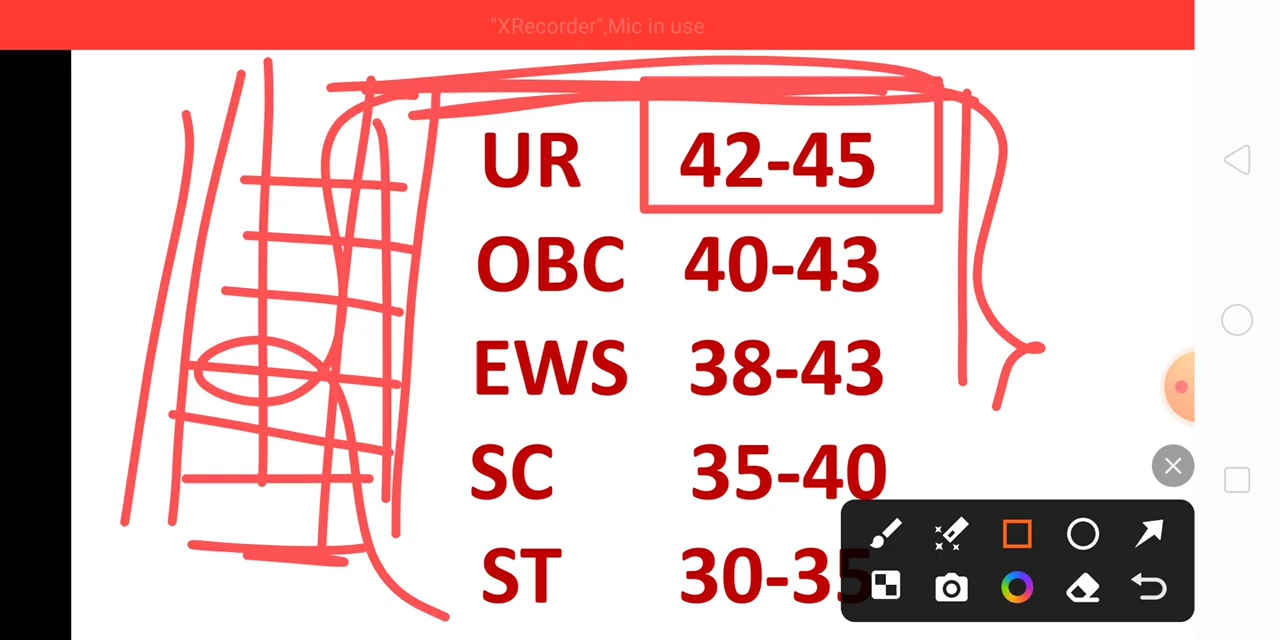 "XRecorder",Mic in use
UR 42-45
OBC 40-43
EWS 38-43
SC 35-40
ST 30-35